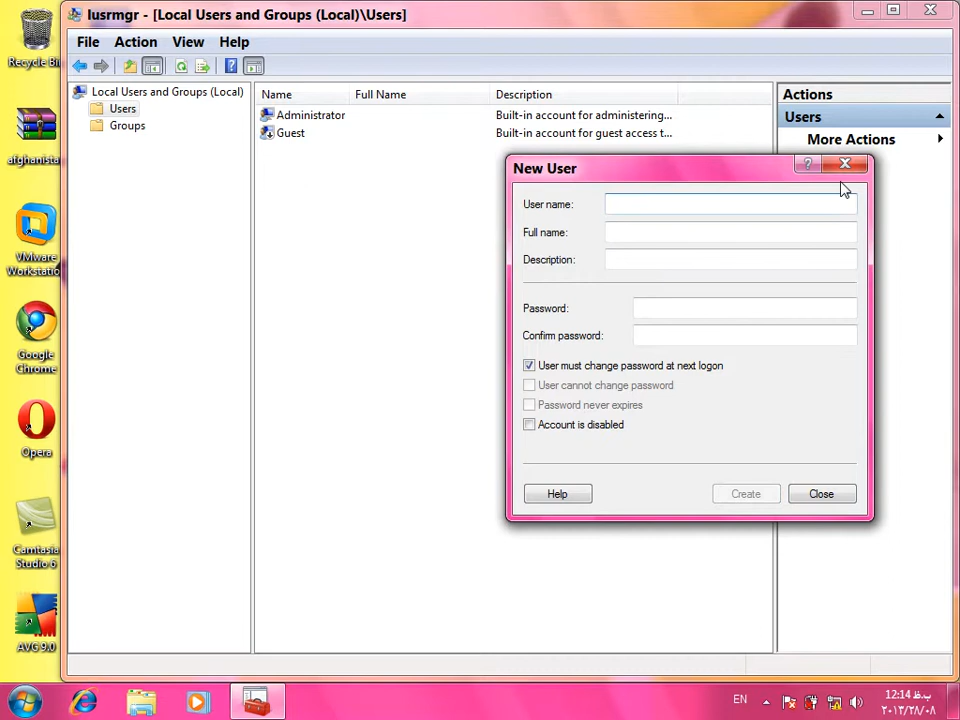 lusrmgr - [Local Users and Groups (Local)\Users]
File Action View Help
Recycle Bin
afghanista
VMware
Workstatio
Google
Chrome
Opera
Camtasia
Studio 6
AVG 9.0
Local Users and Groups (Local)
Users
Groups
Name Full Name Description
Administrator Built-in account for administering...
Guest Built-in account for guest access t...
Actions
Users
More Actions
New User
User name:
Full name:
Description:
Password:
Confirm password:
User must change password at next logon
User cannot change password
Password never expires
Account is disabled
Help Create Close
EN
12:14 ب.ظ
٢٠١٣/٢٨/٠٨